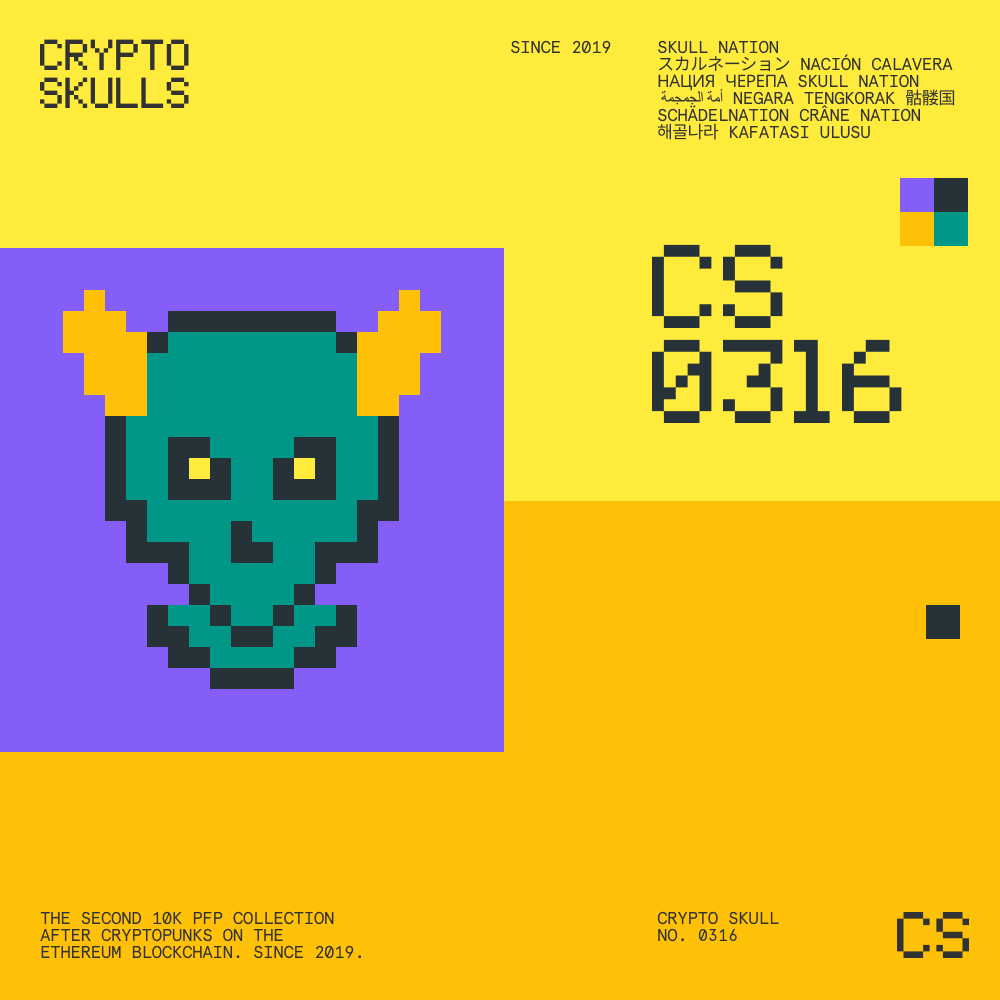 CRYPTO
SKULLS
SINCE 2019
SKULL NATION
スカルネーション NACIÓN CALAVERA
НАЦИЯ ЧЕРЕПА SKULL NATION
أمة الجمجمة NEGARA TENGKORAK 骷髅国
SCHÄDELNATION CRÂNE NATION
해골나라 KAFATASI ULUSU
CS
0316
THE SECOND 10K PFP COLLECTION
AFTER CRYPTOPUNKS ON THE
ETHEREUM BLOCKCHAIN. SINCE 2019.
CRYPTO SKULL
NO. 0316
CS